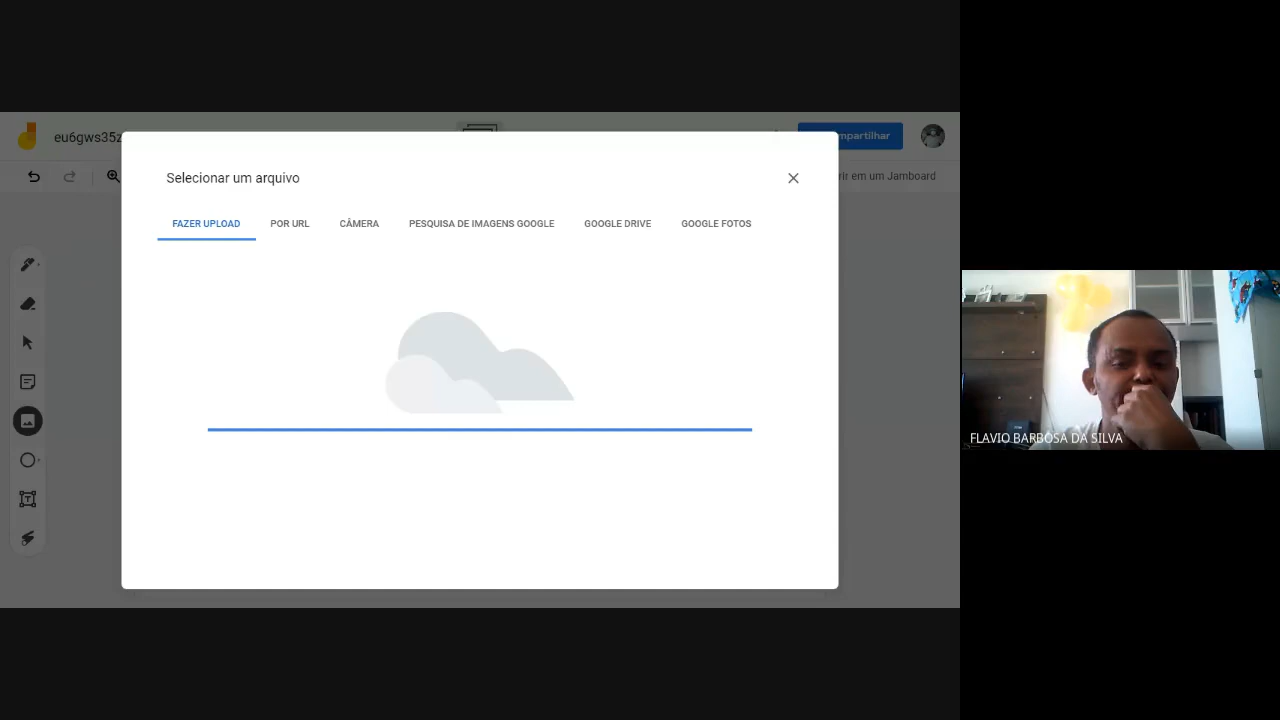 eu6gws35z
mpartilhar
rir em um Jamboard
Selecionar um arquivo
FAZER UPLOAD
POR URL
CÂMERA
PESQUISA DE IMAGENS GOOGLE
GOOGLE DRIVE
GOOGLE FOTOS
FLAVIO BARBOSA DA SILVA